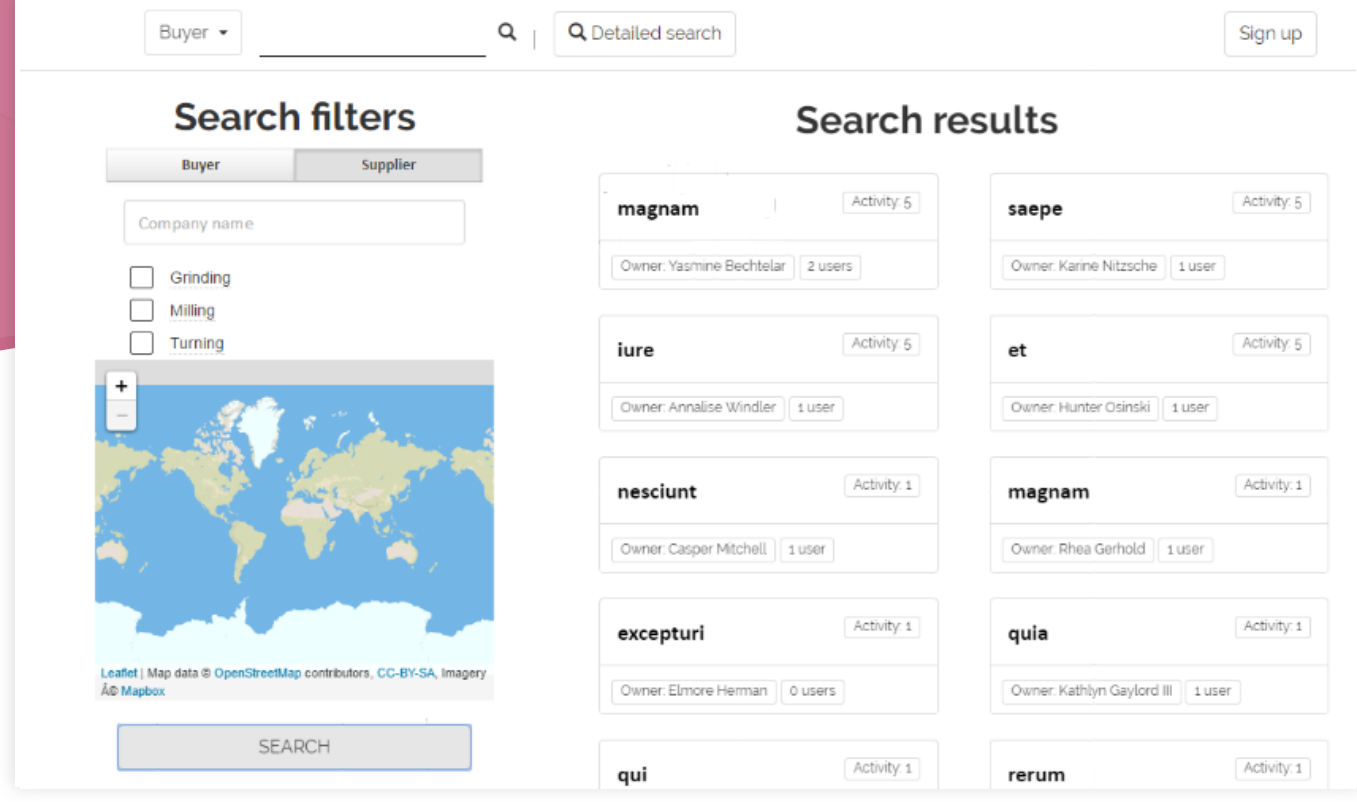 Buyer
Detailed search
Sign up
Search filters
Buyer Supplier
Company name
Grinding
Milling
Turning
+
−
Leaflet | Map data © OpenStreetMap contributors, CC-BY-SA, Imagery
Â© Mapbox
SEARCH
Search results
magnam Activity: 5
Owner: Yasmine Bechtelar 2 users
saepe Activity: 5
Owner: Karine Nitzsche 1 user
iure Activity: 5
Owner: Annalise Windler 1 user
et Activity: 5
Owner: Hunter Osinski 1 user
nesciunt Activity: 1
Owner: Casper Mitchell 1 user
magnam Activity: 1
Owner: Rhea Gerhold 1 user
excepturi Activity: 1
Owner: Elmore Herman 0 users
quia Activity: 1
Owner: Kathlyn Gaylord III 1 user
qui Activity: 1
rerum Activity: 1